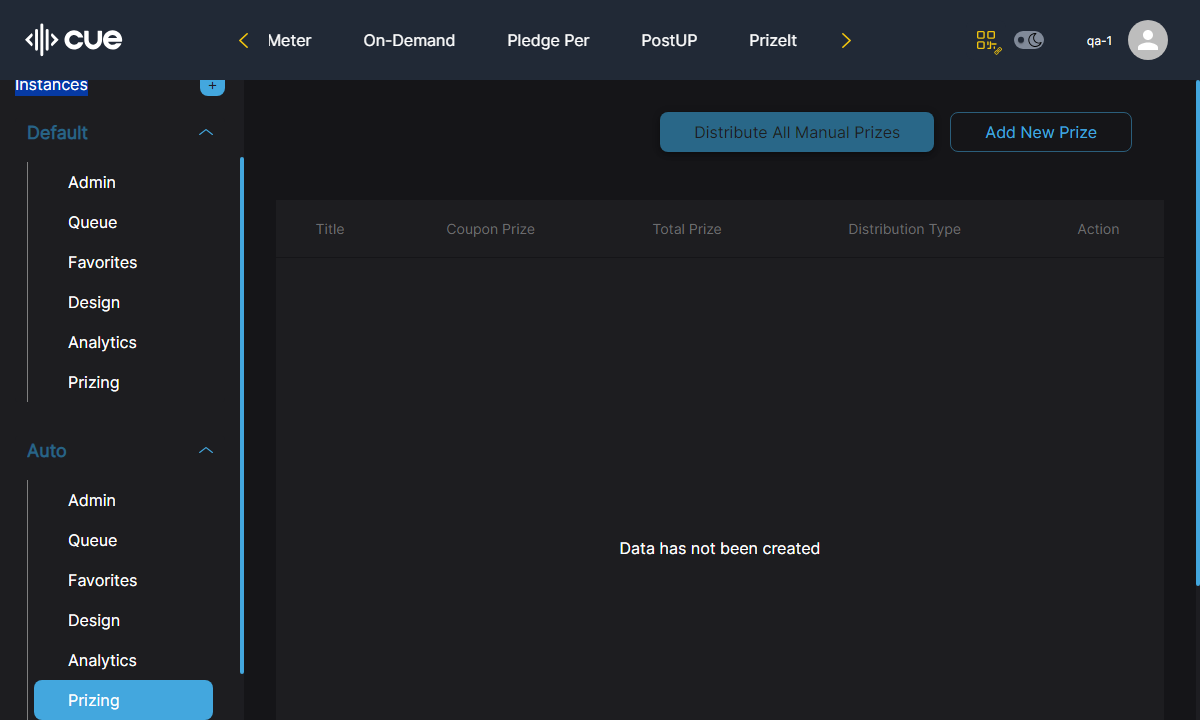 cue
Meter On-Demand Pledge Per PostUP PrizeIt
qa-1
Instances
+
Default
Admin
Queue
Favorites
Design
Analytics
Prizing
Auto
Admin
Queue
Favorites
Design
Analytics
Prizing
Distribute All Manual Prizes Add New Prize
Title Coupon Prize Total Prize Distribution Type Action
Data has not been created